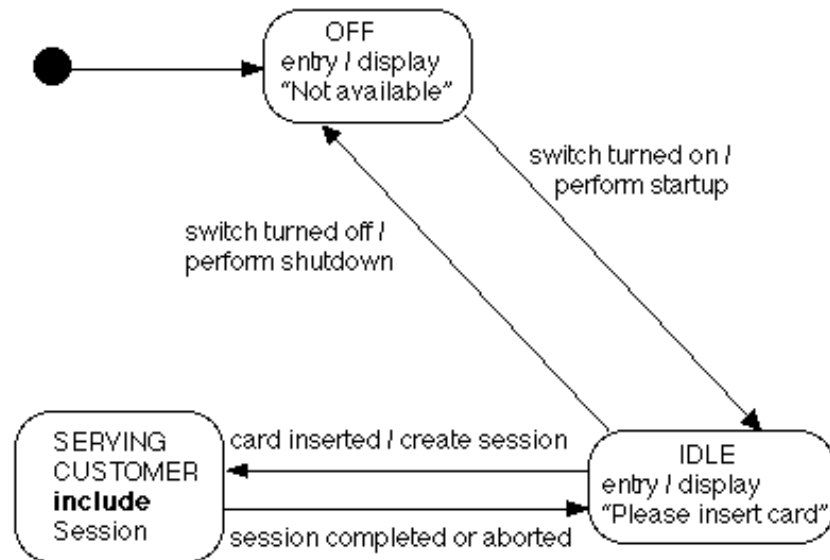 OFF
entry / display
“Not available”
switch turned on /
perform startup
switch turned off /
perform shutdown
SERVING
CUSTOMER
include
Session
card inserted / create session
session completed or aborted
IDLE
entry / display
“Please insert card”